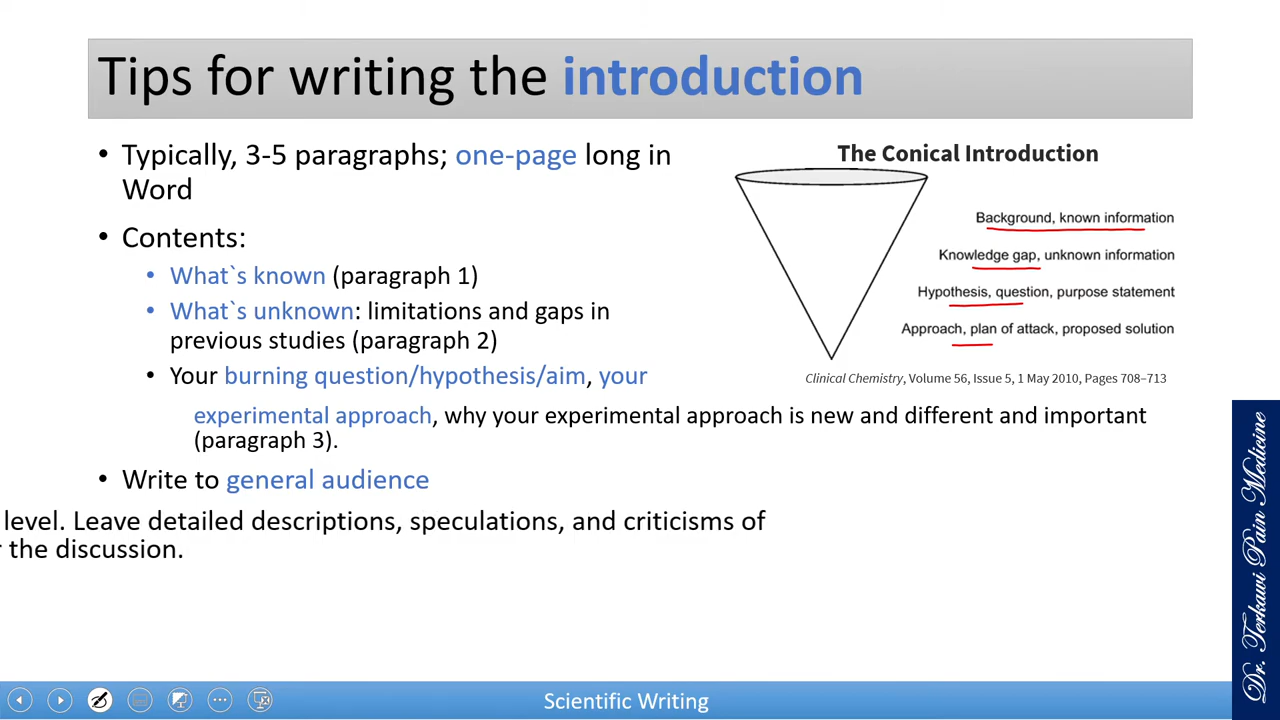 Tips for writing the introduction
• Typically, 3-5 paragraphs; one-page long in
Word
• Contents:
• What`s known (paragraph 1)
• What`s unknown: limitations and gaps in
previous studies (paragraph 2)
• Your burning question/hypothesis/aim, your
experimental approach, why your experimental approach is new and different and important
(paragraph 3).
• Write to general audience
level. Leave detailed descriptions, speculations, and criticisms of
the discussion.
The Conical Introduction
Background, known information
Knowledge gap, unknown information
Hypothesis, question, purpose statement
Approach, plan of attack, proposed solution
Clinical Chemistry, Volume 56, Issue 5, 1 May 2010, Pages 708–713
Dr. Terkawi Pain Medicine
Scientific Writing